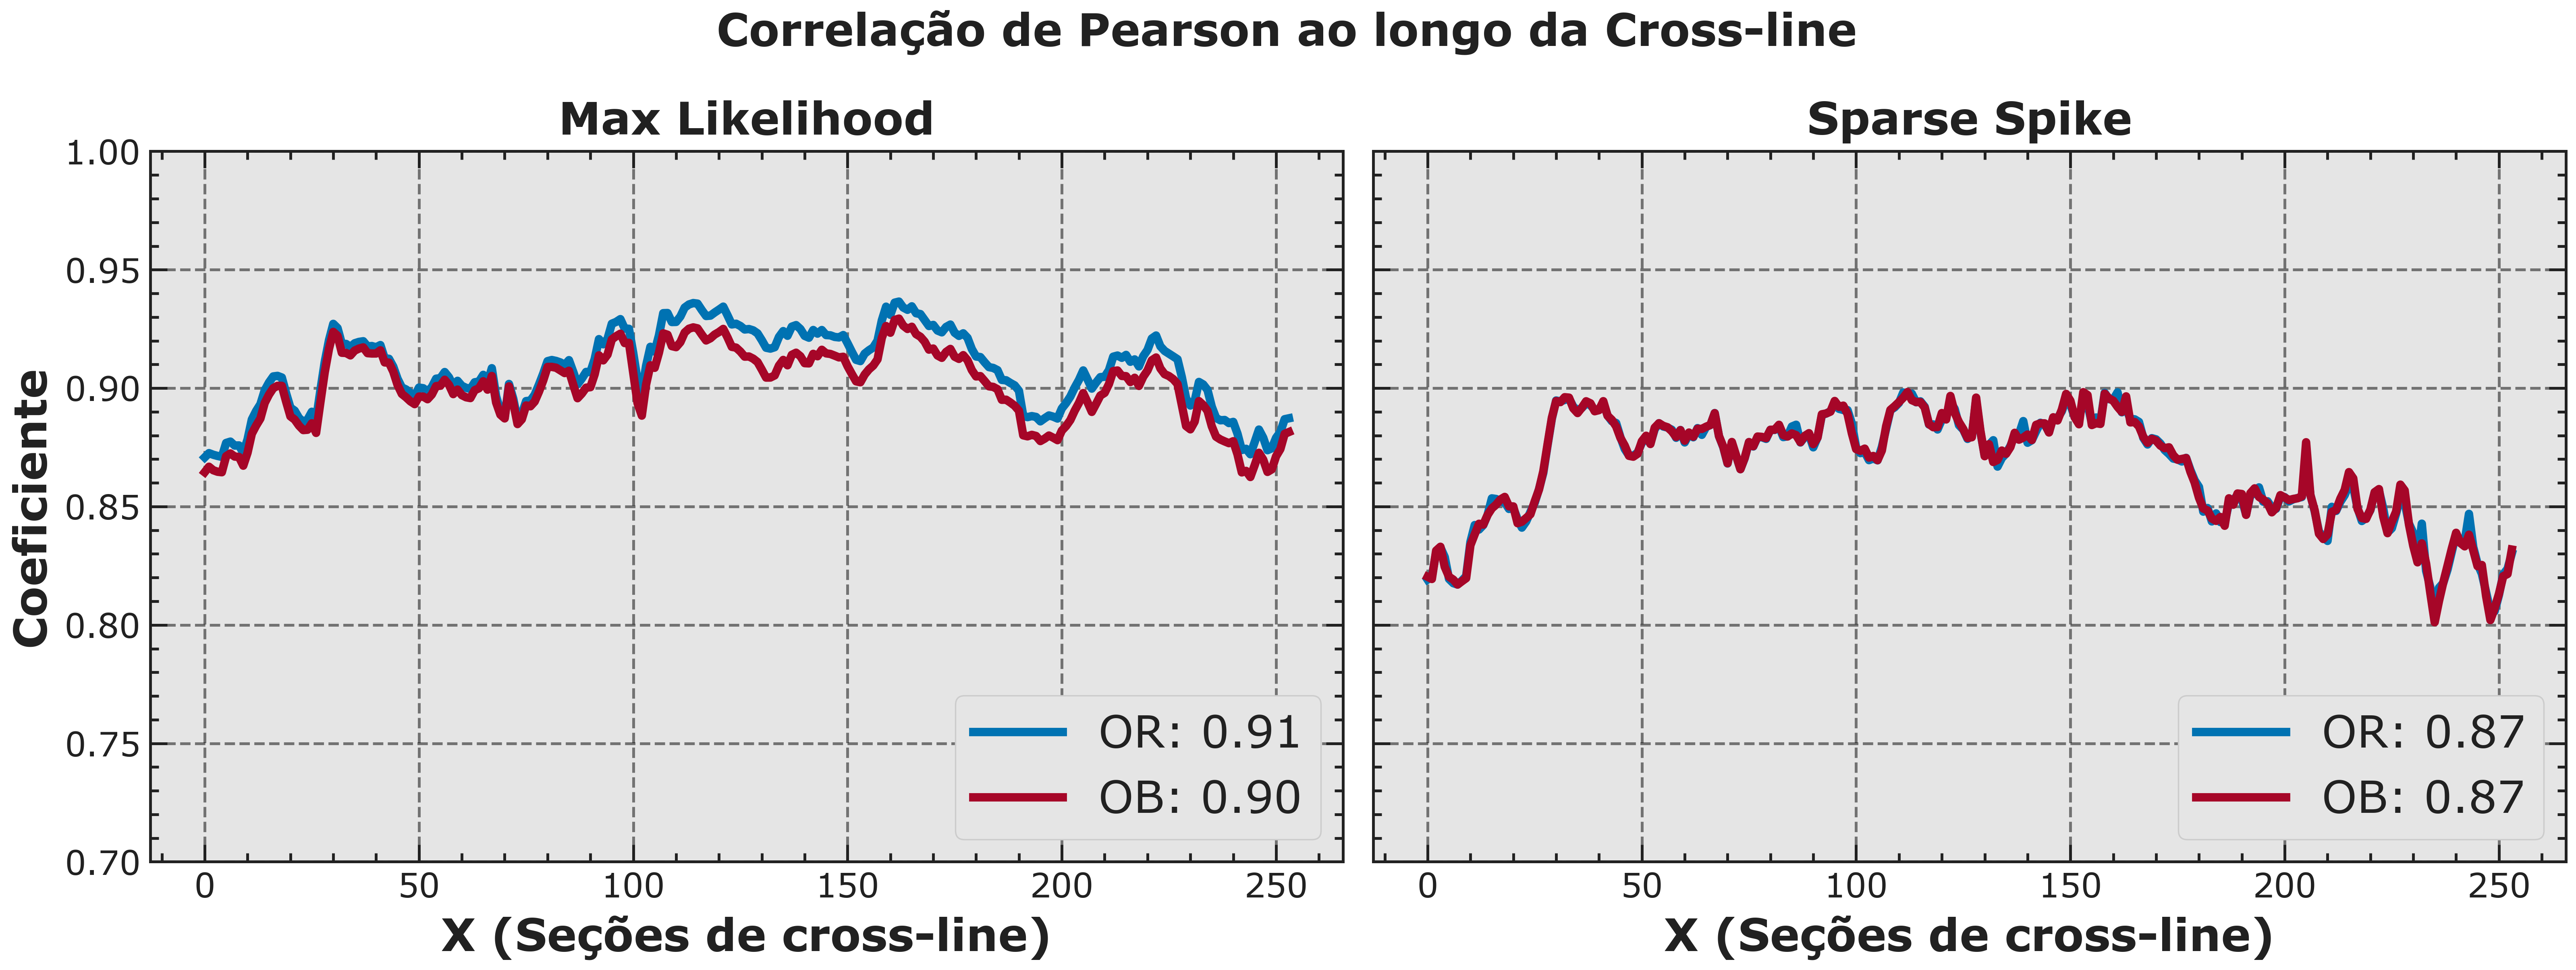 Correlação de Pearson ao longo da Cross-line
Max Likelihood
Sparse Spike
Coeficiente
1.00
0.95
0.90
0.85
0.80
0.75
0.70
OR: 0.91
OB: 0.90
OR: 0.87
OB: 0.87
0 50 100 150 200 250
0 50 100 150 200 250
X (Seções de cross-line)
X (Seções de cross-line)